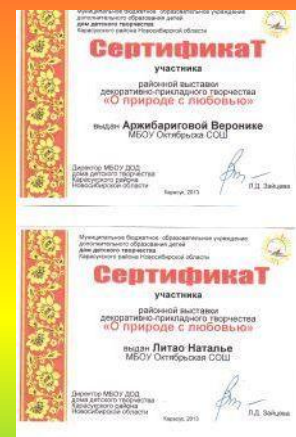 Муниципальное бюджетное образовательное учреждение
дополнительного образования детей
дом детского творчества
Карасукского района Новосибирской области
СертификаТ
участника
районной выставки
декоративно-прикладного творчества
«О природе с любовью»
выдан Аржибариговой Веронике
МБОУ Октябрьска СОШ
Директор МБОУ ДОД
дома детского творчества
Карасукского района
Новосибирской области
Л.Д. Зайцева
Карасук, 2013
Муниципальное бюджетное образовательное учреждение
дополнительного образования детей
дом детского творчества
Карасукского района Новосибирской области
СертификаТ
участника
районной выставки
декоративно-прикладного творчества
«О природе с любовью»
выдан Литао Наталье
МБОУ Октябрьская СОШ
Директор МБОУ ДОД
дома детского творчества
Карасукского района
Новосибирской области
Л.Д. Зайцева
Карасук, 2013